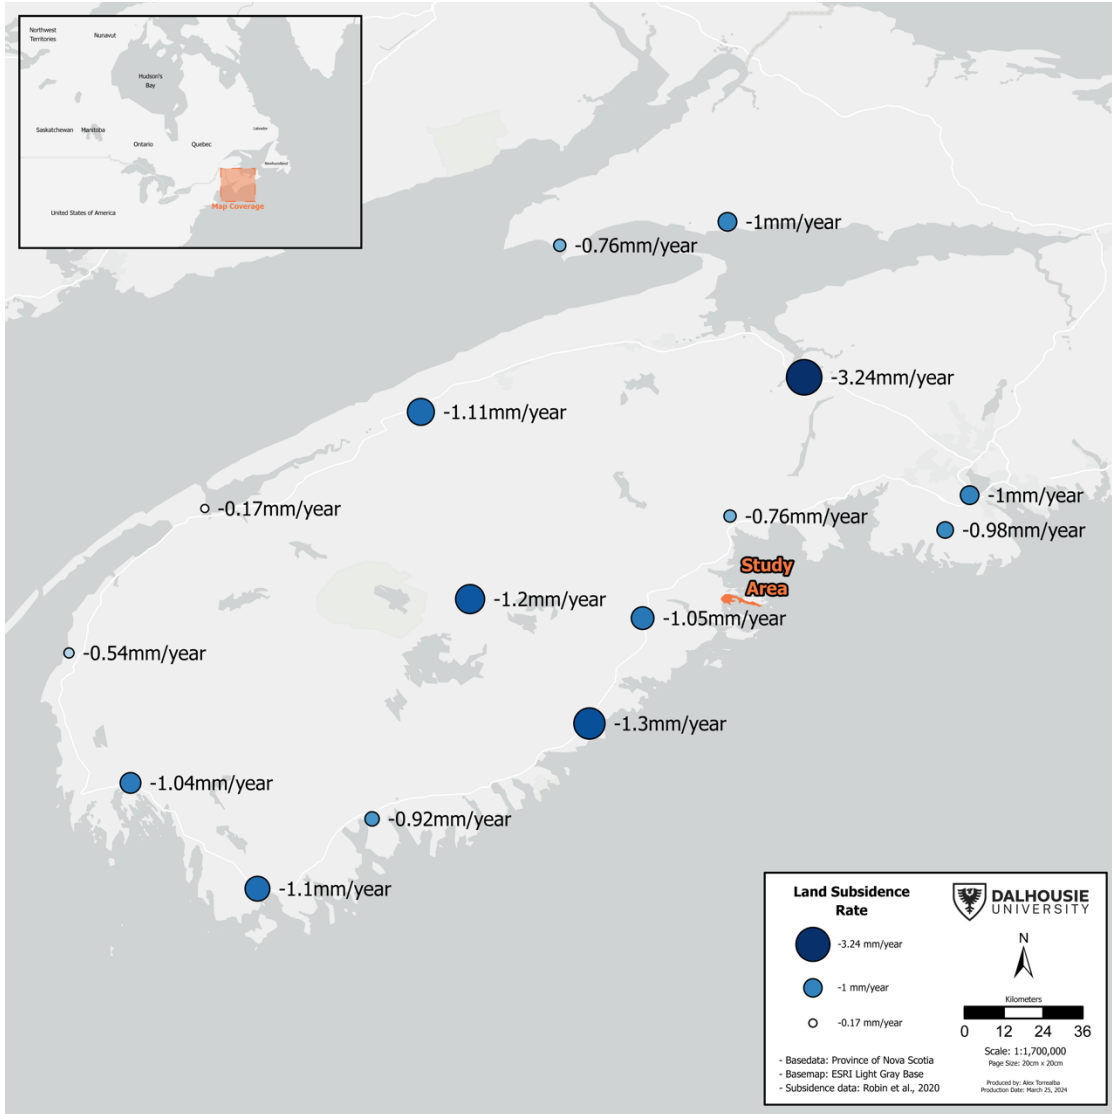 Northwest
Territories
Nunavut
Hudson's
Bay
Saskatchewan
Manitoba
Ontario
Quebec
Labrador
Newfoundland
United States of America
Map Coverage
-1mm/year
-0.76mm/year
-3.24mm/year
-1.11mm/year
-1mm/year
-0.17mm/year
-0.76mm/year
-0.98mm/year
Study
Area
-1.2mm/year
-1.05mm/year
-0.54mm/year
-1.3mm/year
-1.04mm/year
-0.92mm/year
-1.1mm/year
Land Subsidence
Rate
-3.24 mm/year
-1 mm/year
-0.17 mm/year
- Basedata: Province of Nova Scotia
- Basemap: ESRI Light Gray Base
- Subsidence data: Robin et al., 2020
DALHOUSIE
UNIVERSITY
N
Kilometers
0 12 24 36
Scale: 1:1,700,000
Page Size: 20cm x 20cm
Produced by: Alex Torrealba
Production Date: March 25, 2024